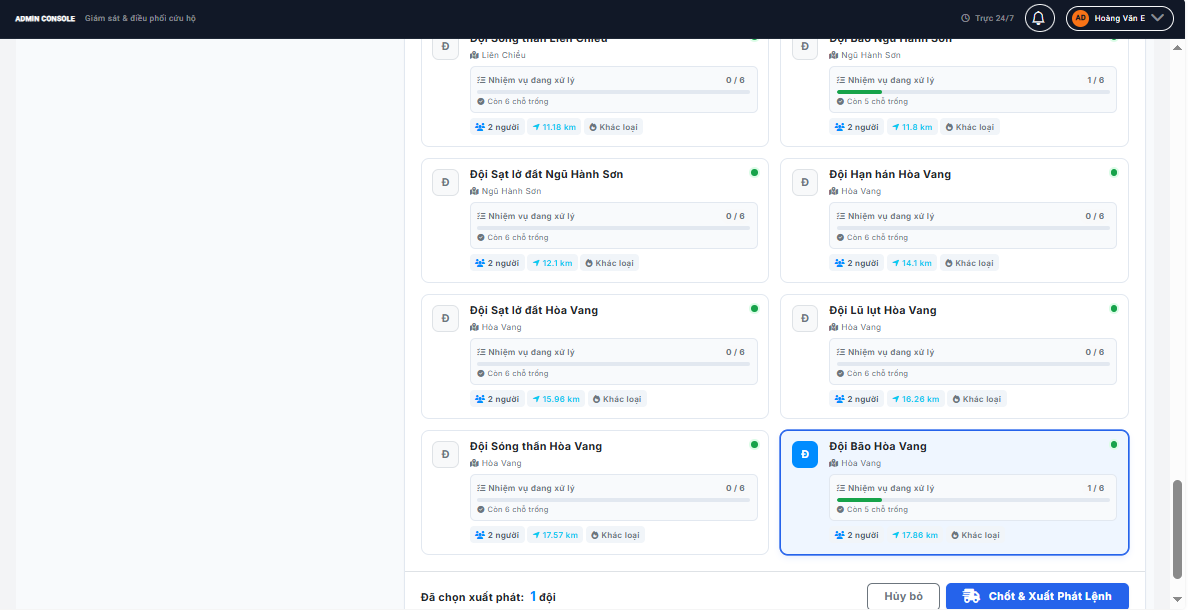 ADMIN CONSOLE Giám sát & điều phối cứu hộ Trực 24/7 AD Hoàng Văn E
Đ Đội Sóng thần Liên Chiểu
Liên Chiểu
Nhiệm vụ đang xử lý 0 / 6
Còn 6 chỗ trống
2 người 11.18 km Khác loại
Đ Đội Bão Ngũ Hành Sơn
Ngũ Hành Sơn
Nhiệm vụ đang xử lý 1 / 6
Còn 5 chỗ trống
2 người 11.8 km Khác loại
Đ Đội Sạt lở đất Ngũ Hành Sơn
Ngũ Hành Sơn
Nhiệm vụ đang xử lý 0 / 6
Còn 6 chỗ trống
2 người 12.1 km Khác loại
Đ Đội Hạn hán Hòa Vang
Hòa Vang
Nhiệm vụ đang xử lý 0 / 6
Còn 6 chỗ trống
2 người 14.1 km Khác loại
Đ Đội Sạt lở đất Hòa Vang
Hòa Vang
Nhiệm vụ đang xử lý 0 / 6
Còn 6 chỗ trống
2 người 15.96 km Khác loại
Đ Đội Lũ lụt Hòa Vang
Hòa Vang
Nhiệm vụ đang xử lý 0 / 6
Còn 6 chỗ trống
2 người 16.26 km Khác loại
Đ Đội Sóng thần Hòa Vang
Hòa Vang
Nhiệm vụ đang xử lý 0 / 6
Còn 6 chỗ trống
2 người 17.57 km Khác loại
Đ Đội Bão Hòa Vang
Hòa Vang
Nhiệm vụ đang xử lý 1 / 6
Còn 5 chỗ trống
2 người 17.86 km Khác loại
Đã chọn xuất phát: 1 đội Hủy bỏ Chốt & Xuất Phát Lệnh